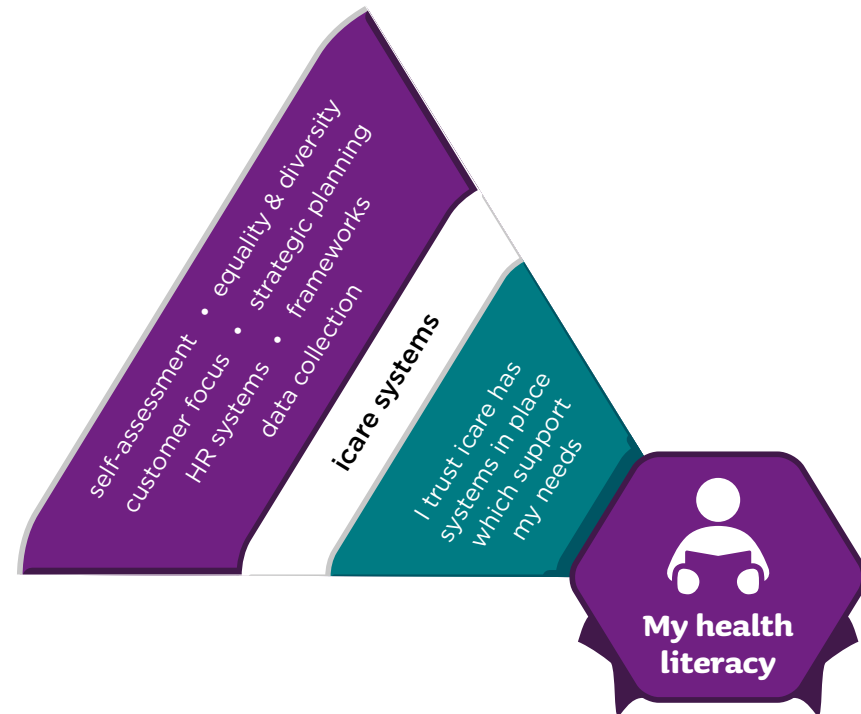 self-assessment • equality & diversity
customer focus • strategic planning
HR systems • frameworks
data collection
icare systems
I trust icare has
systems in place
which support
my needs
My health
literacy